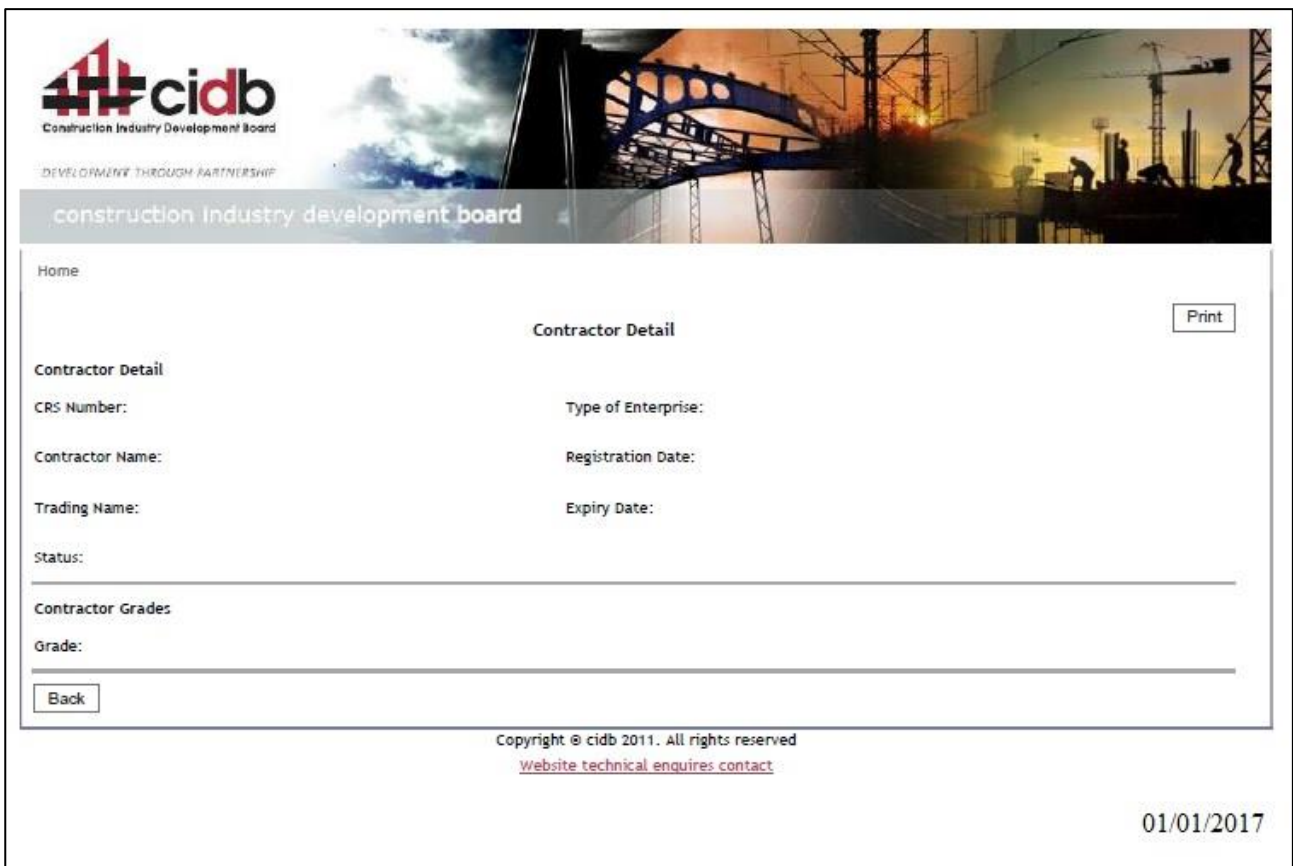 cidb
Construction Industry Development Board
DEVELOPMENT THROUGH PARTNERSHIP
construction industry development board
Home
Print
Contractor Detail
Contractor Detail
CRS Number: Type of Enterprise:
Contractor Name: Registration Date:
Trading Name: Expiry Date:
Status:
Contractor Grades
Grade:
Back
Copyright © cidb 2011. All rights reserved
Website technical enquires contact
01/01/2017